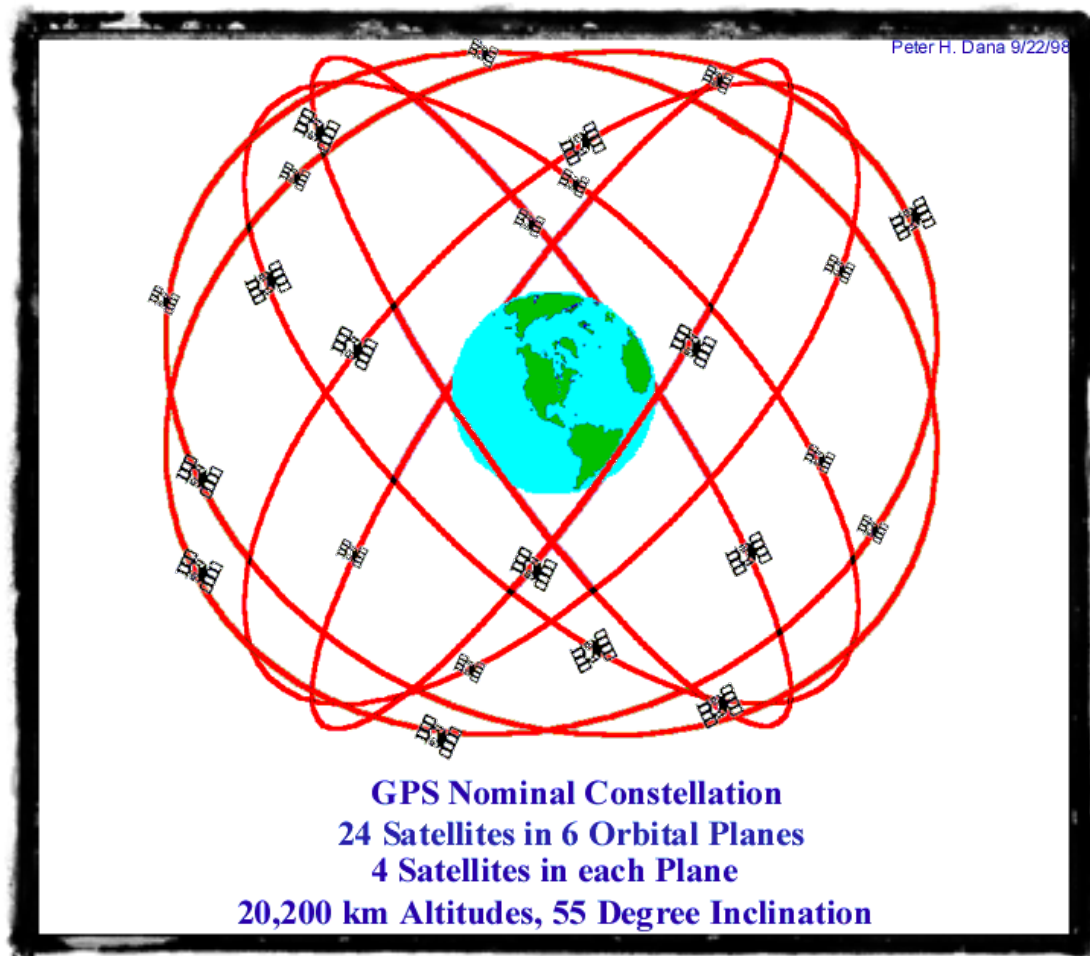 Peter H. Dana 9/22/98
GPS Nominal Constellation
24 Satellites in 6 Orbital Planes
4 Satellites in each Plane
20,200 km Altitudes, 55 Degree Inclination